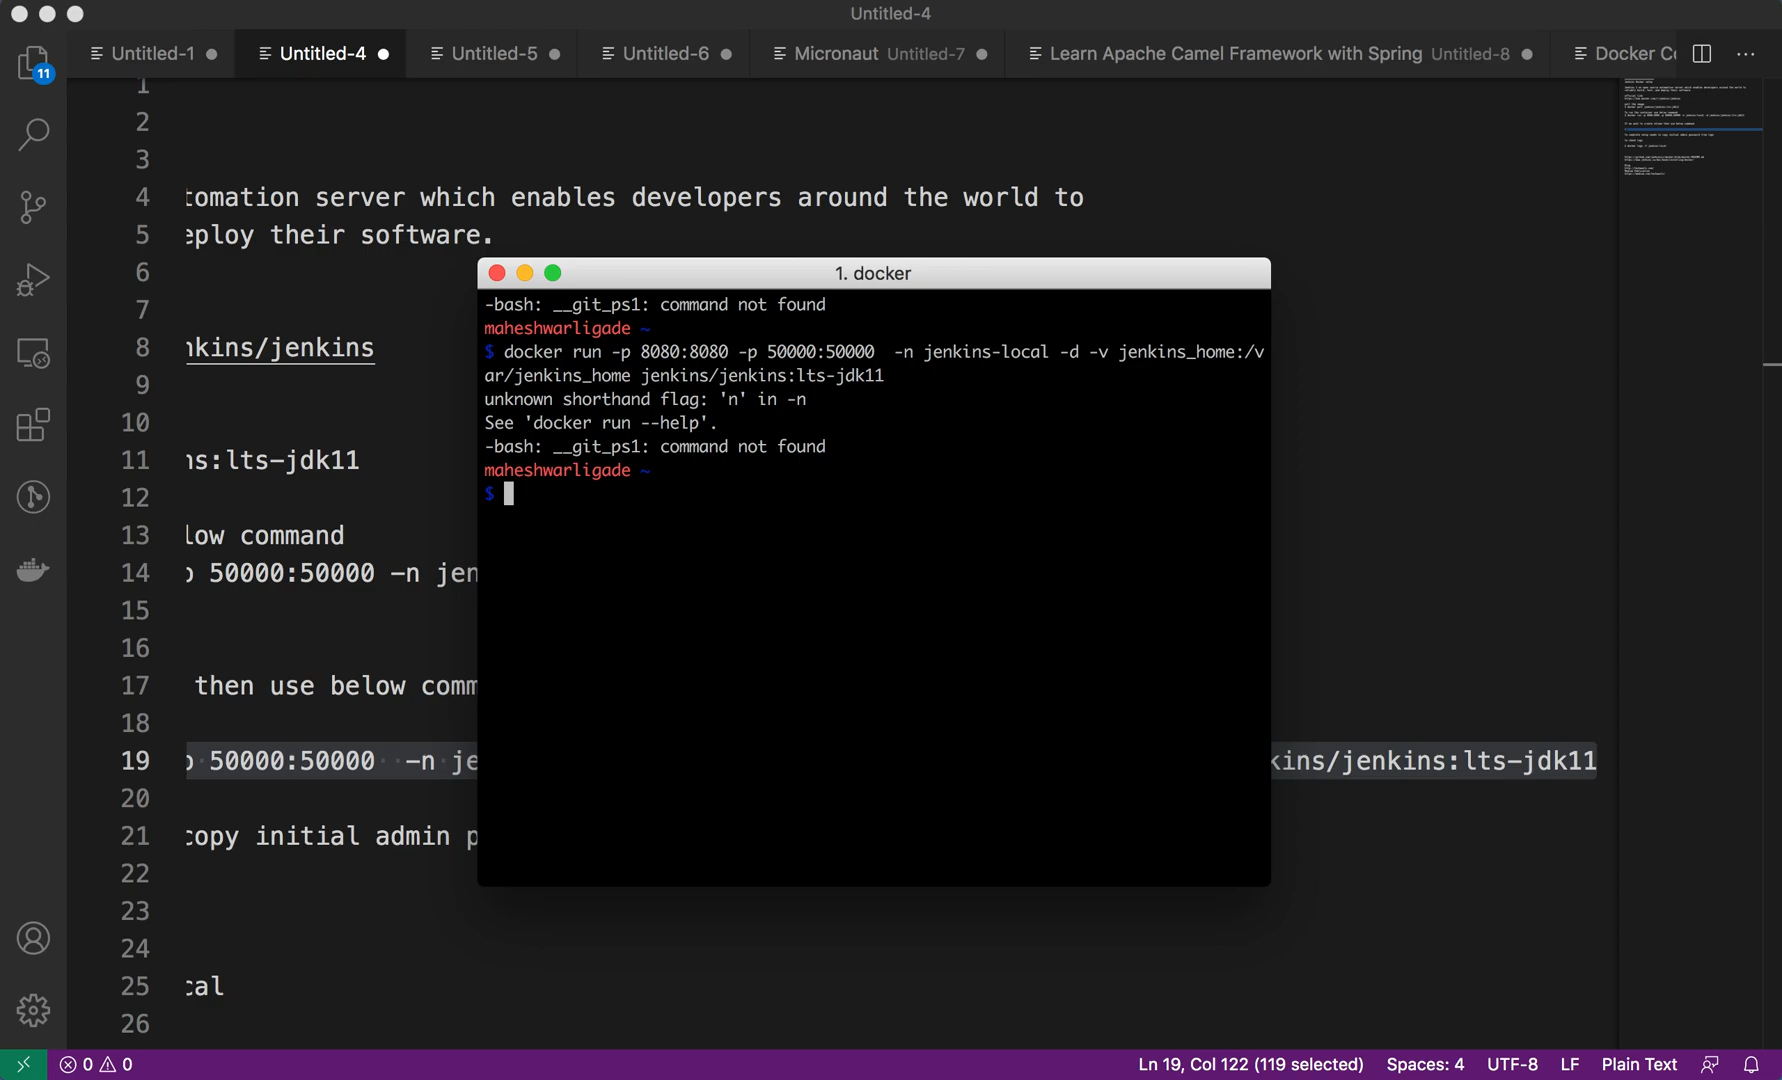 Untitled-4
Untitled-1
Untitled-4
Untitled-5
Untitled-6
Micronaut Untitled-7
Learn Apache Camel Framework with Spring Untitled-8
Docker
11
1
2
3
4 tomation server which enables developers around the world to
5 eploy their software.
6
7
8 nkins/jenkins
9
10
11 ns:lts-jdk11
12
13 low command
14 p 50000:50000 -n jen
15
16
17 then use below comm
18
19 p 50000:50000 -n je kins/jenkins:lts-jdk11
20
21 copy initial admin p
22
23
24
25 cal
26
1. docker
-bash: __git_ps1: command not found
maheshwarligade ~
$ docker run -p 8080:8080 -p 50000:50000  -n jenkins-local -d -v jenkins_home:/v
ar/jenkins_home jenkins/jenkins:lts-jdk11
unknown shorthand flag: 'n' in -n
See 'docker run --help'.
-bash: __git_ps1: command not found
maheshwarligade ~
$
0 0
Ln 19, Col 122 (119 selected) Spaces: 4 UTF-8 LF Plain Text